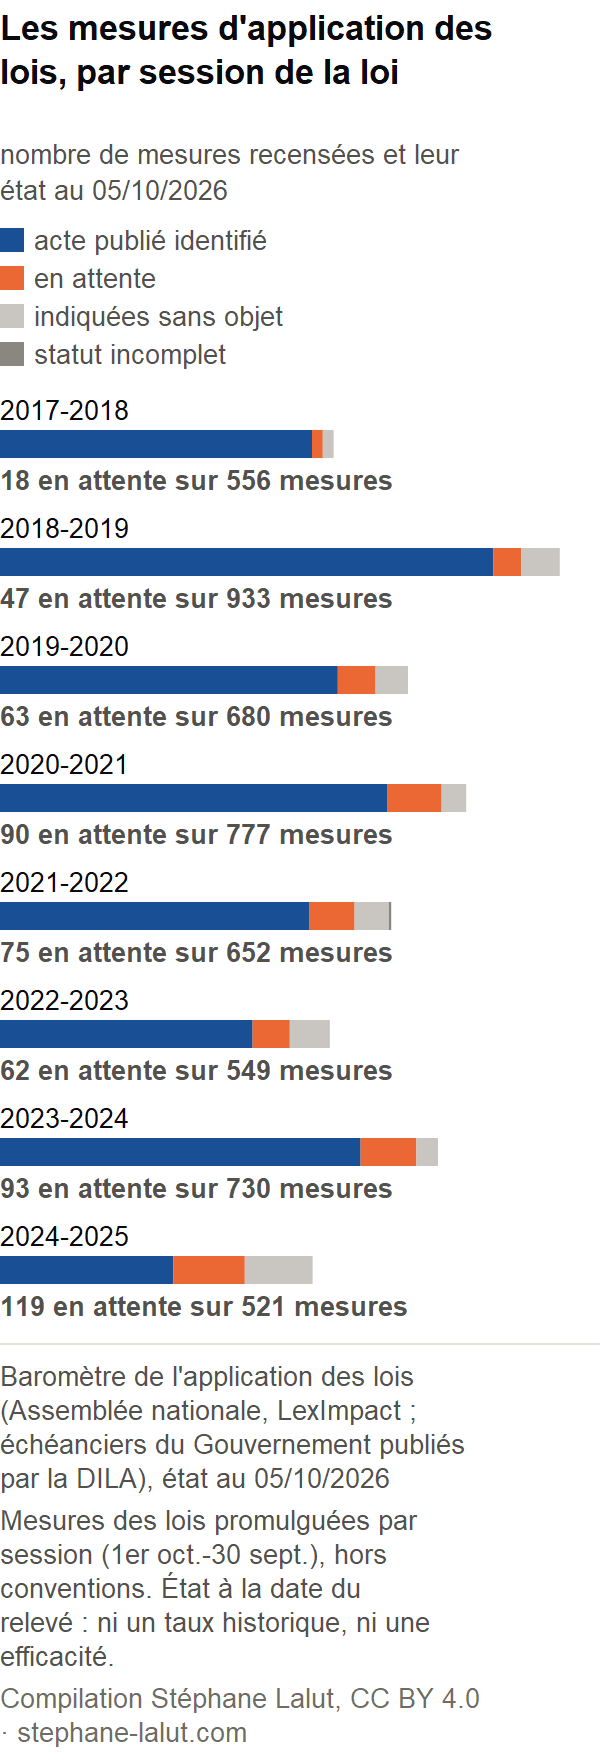 Les mesures d'application des
lois, par session de la loi
nombre de mesures recensées et leur
état au 05/10/2026
acte publié identifié
en attente
indiquées sans objet
statut incomplet
2017-2018
18 en attente sur 556 mesures
2018-2019
47 en attente sur 933 mesures
2019-2020
63 en attente sur 680 mesures
2020-2021
90 en attente sur 777 mesures
2021-2022
75 en attente sur 652 mesures
2022-2023
62 en attente sur 549 mesures
2023-2024
93 en attente sur 730 mesures
2024-2025
119 en attente sur 521 mesures
Baromètre de l'application des lois
(Assemblée nationale, LexImpact ;
échéanciers du Gouvernement publiés
par la DILA), état au 05/10/2026
Mesures des lois promulguées par
session (1er oct.-30 sept.), hors
conventions. État à la date du
relevé : ni un taux historique, ni une
efficacité.
Compilation Stéphane Lalut, CC BY 4.0
· stephane-lalut.com